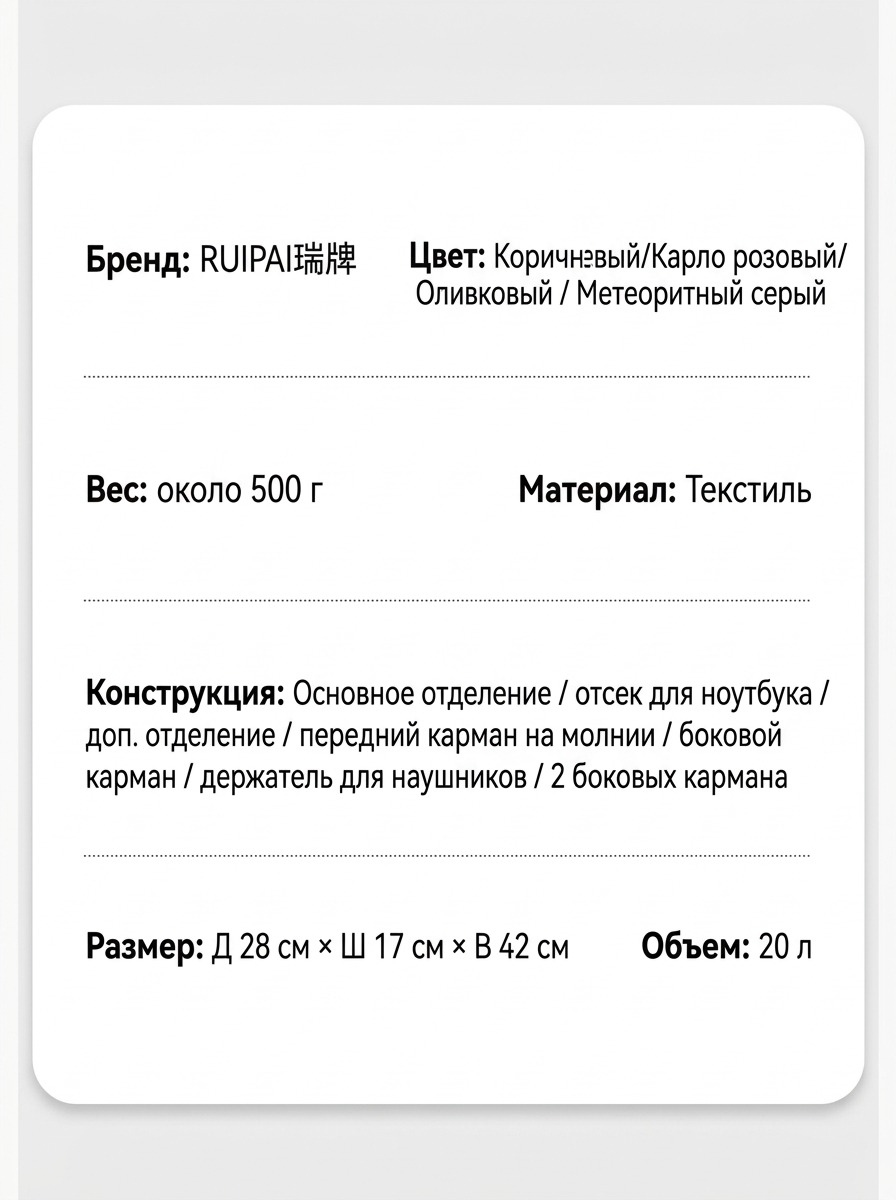 Бренд: RUIPAI瑞牌
Цвет: Коричневый/Карло розовый/
Оливковый / Метеоритный серый
Вес: около 500 г
Материал: Текстиль
Конструкция: Основное отделение / отсек для ноутбука /
доп. отделение / передний карман на молнии / боковой
карман / держатель для наушников / 2 боковых кармана
Размер: Д 28 см × Ш 17 см × В 42 см
Объем: 20 л